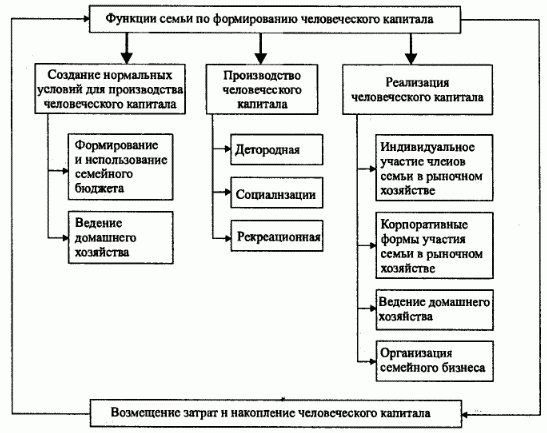 Функции семьи по формированию человеческого капитала
Создание нормальных
условий для производства
человеческого капитала
Производство
человеческого
капитала
Реализация
человеческого капитала
Формирование
и использование
семейного
бюджета
Ведение
домашнего
хозяйства
Детородная
Социализации
Рекреационная
Индивидуальное
участие члеиов
семьи в рыночном
хозяйстве
Корпоративные
формы участия
семьи в рыночном
хозяйстве
Ведение домашнего
хозяйства
Организация
семейного бизнеса
Возмещение затрат н накопление человеческого капитала